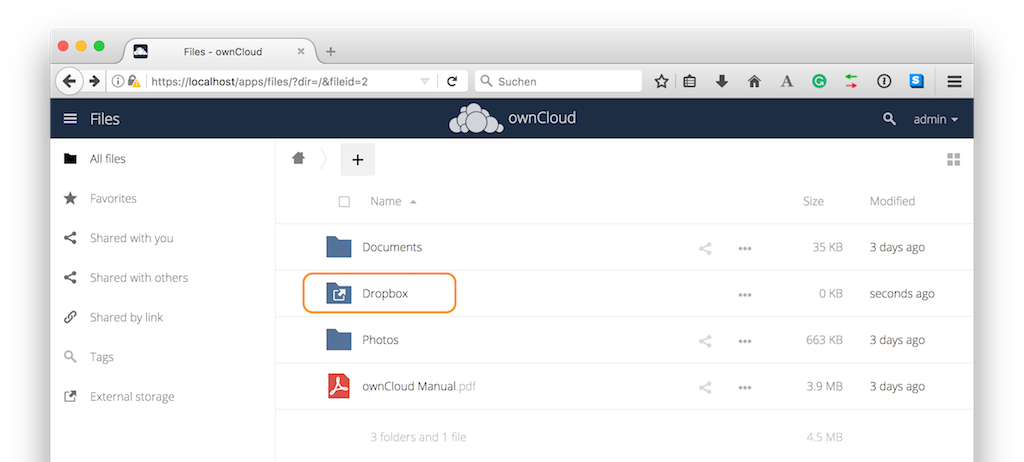 Files - ownCloud
https://localhost/apps/files/?dir=/&fileid=2
Suchen
Files
ownCloud
admin
All files
Favorites
Shared with you
Shared with others
Shared by link
Tags
External storage
Name Size Modified
Documents 35 KB 3 days ago
Dropbox 0 KB seconds ago
Photos 663 KB 3 days ago
ownCloud Manual.pdf 3.9 MB 3 days ago
3 folders and 1 file 4.5 MB